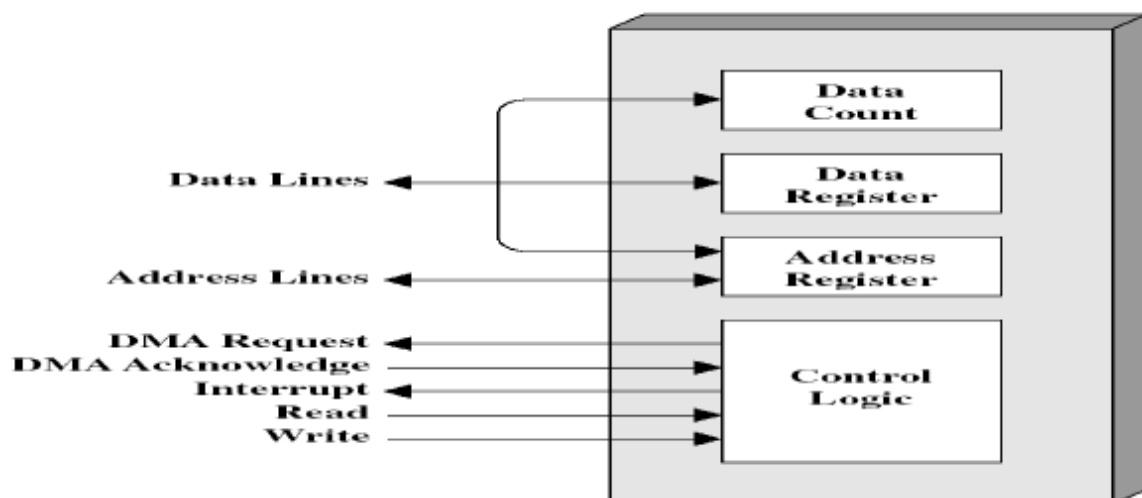 Data
Count
Data Lines
Data
Register
Address Lines
Address
Register
DMA Request
DMA Acknowledge
Interrupt
Read
Write
Control
Logic